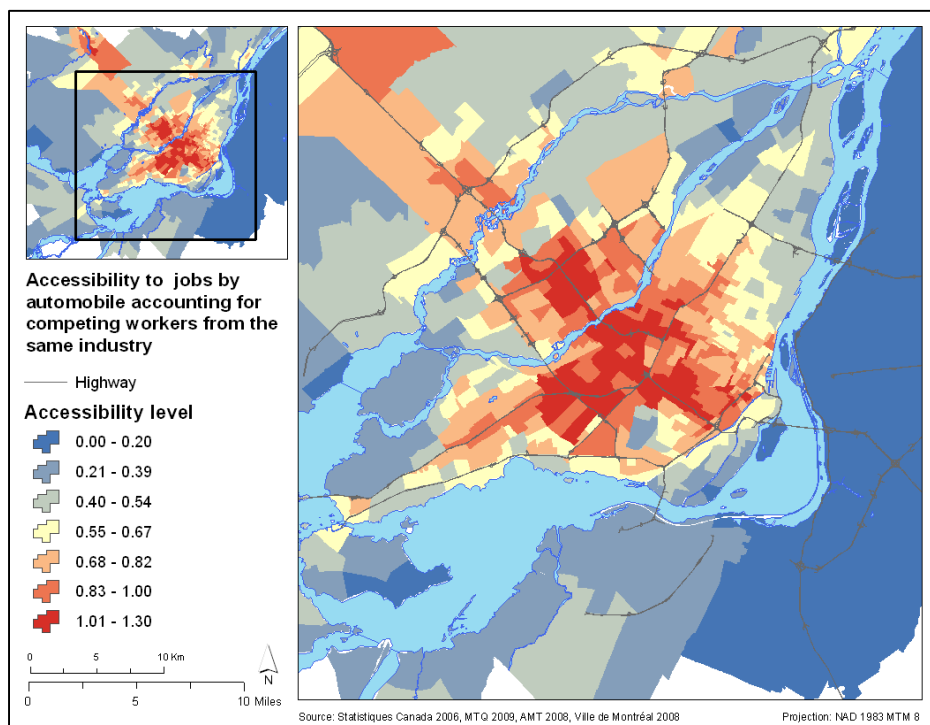 Accessibility to jobs by
automobile accounting for
competing workers from the
same industry
Highway
Accessibility level
0.00 - 0.20
0.21 - 0.39
0.40 - 0.54
0.55 - 0.67
0.68 - 0.82
0.83 - 1.00
1.01 - 1.30
0 5 10 Km
N
0 5 10 Miles
Source: Statistiques Canada 2006, MTQ 2009, AMT 2008, Ville de Montréal 2008
Projection: NAD 1983 MTM 8